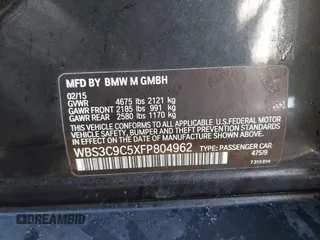 MFD BY BMW M GMBH
02/15
GVWR 4675 lbs 2121 kg
GAWR FRONT 2185 lbs 991 kg
GAWR REAR 2580 lbs 1170 kg
THIS VEHICLE CONFORMS TO ALL APPLICABLE
FEDERAL MOTOR VEHICLE SAFETY, BUMPER, AND
THEFT PREVENTION STANDARDS IN EFFECT ON THE
DATE OF MANUFACTURE SHOWN ABOVE.
WBS3C9C5XFP804962 TYPE: PASSENGER CAR
475/9